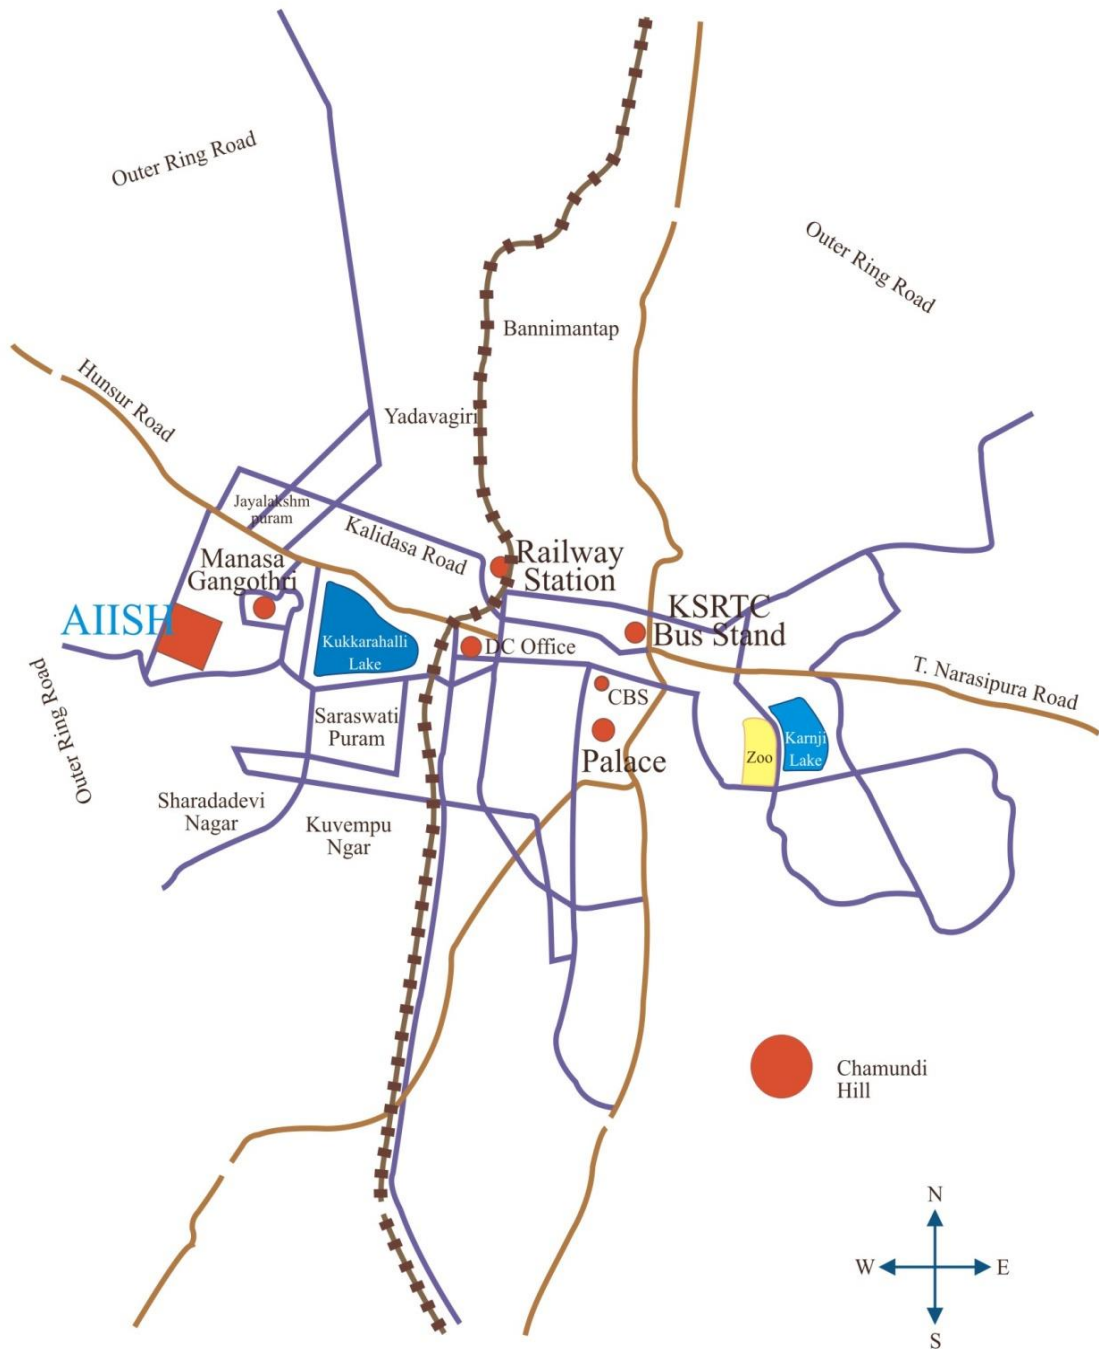 Outer Ring Road
Outer Ring Road
Bannimantap
Hunsur Road
Yadavagiri
Jayalakshm
puram
Kalidasa Road
Manasa
Gangothri
Railway
Station
AIISH
KSRTC
Bus Stand
Kukkarahalli
Lake
DC Office
T. Narasipura Road
Outer Ring Road
Saraswati
Puram
CBS
Palace
Zoo
Karnji
Lake
Sharadadevi
Nagar
Kuvempu
Ngar
Chamundi
Hill
N
W
E
S